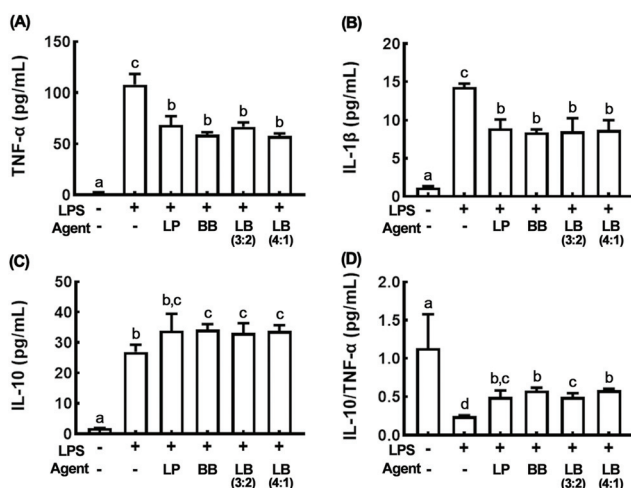 (A)
TNF-α (pg/mL)
150
100
50
0
a
c
b
b
b
b
LPS - + + + + +
Agent - - LP BB LB (3:2) LB (4:1)
(B)
IL-1β (pg/mL)
20
15
10
5
0
a
c
b
b
b
b
LPS - + + + + +
Agent - - LP BB LB (3:2) LB (4:1)
(C)
IL-10 (pg/mL)
50
40
30
20
10
0
a
b
b,c
c
c
c
LPS - + + + + +
Agent - - LP BB LB (3:2) LB (4:1)
(D)
IL-10/TNF-α (pg/mL)
2.0
1.5
1.0
0.5
0.0
a
d
b,c
b
c
b
LPS - + + + + +
Agent - - LP BB LB (3:2) LB (4:1)